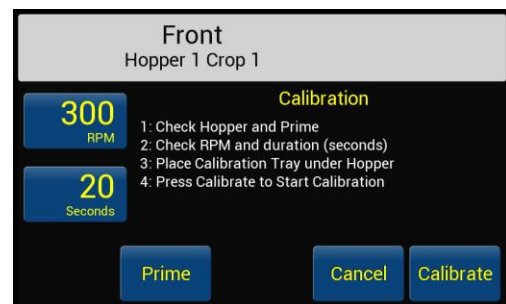 Front
Hopper 1 Crop 1
Calibration
300
RPM
1: Check Hopper and Prime
2: Check RPM and duration (seconds)
3: Place Calibration Tray under Hopper
4: Press Calibrate to Start Calibration
20
Seconds
Prime
Cancel
Calibrate